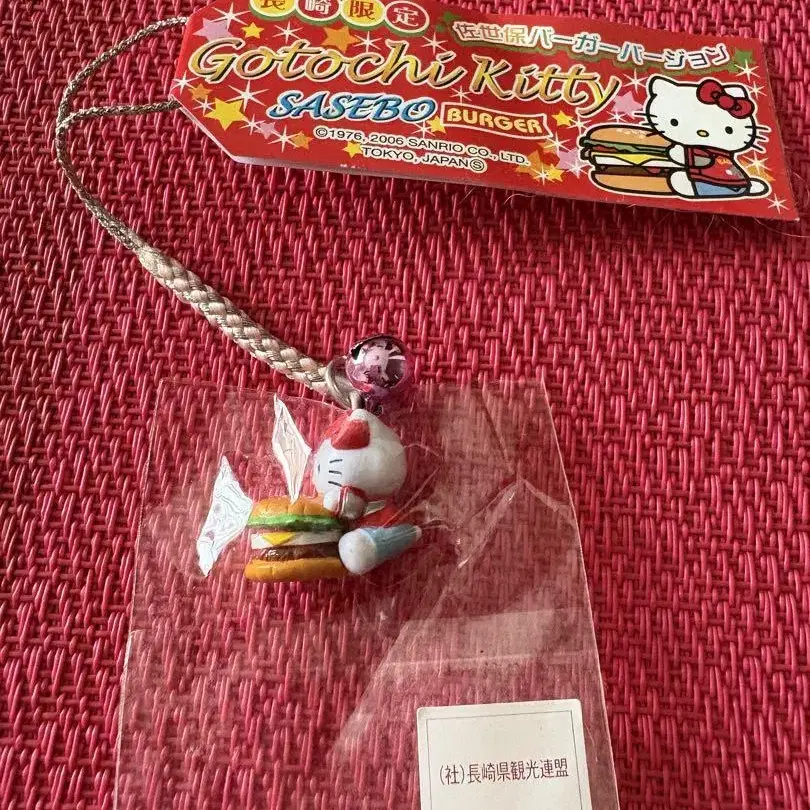 長崎限定
佐世保バーガーバージョン
Gotochi Kitty
SASEBO BURGER
©1976, 2006 SANRIO CO., LTD.
TOKYO, JAPAN Ⓢ
(社)長崎県観光連盟